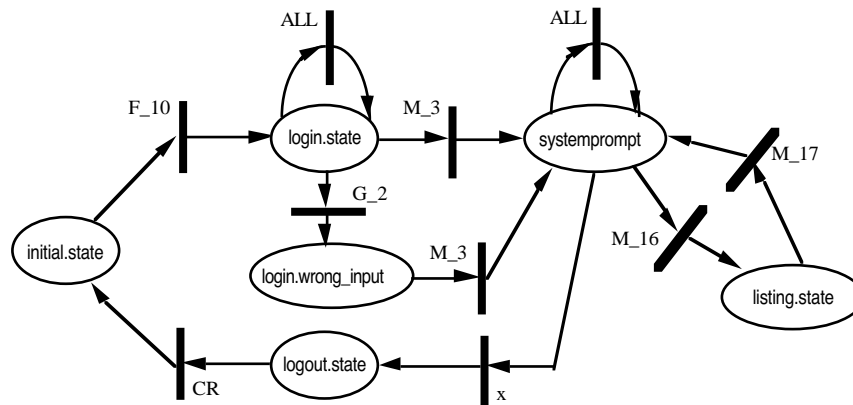 ALL
ALL
F_10
M_3
login.state
systemprompt
M_17
G_2
initial.state
M_3
M_16
login.wrong_input
listing.state
logout.state
CR
x